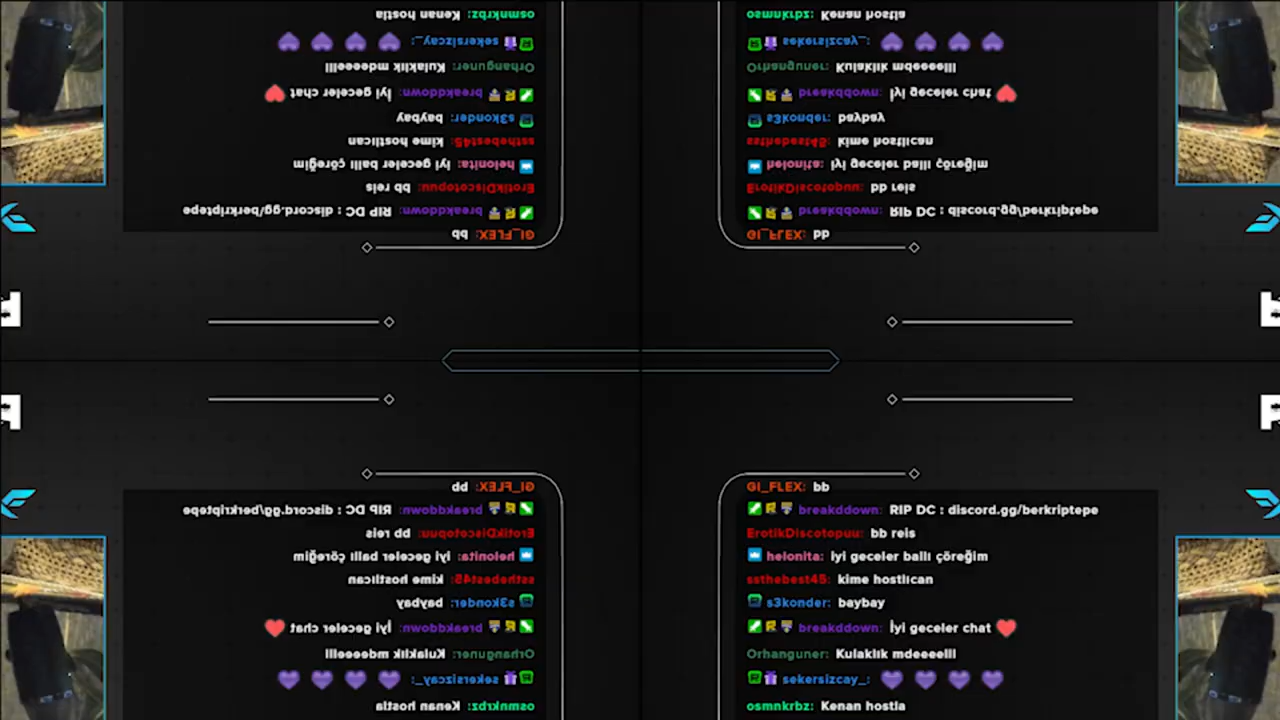 GI_FLEX: bb
breakddown: RIP DC : discord.gg/berkriptepe
ErotikDiscotopuu: bb reis
helonita: iyi geceler ballı çöreğim
ssthebest45: kime hostlıcan
s3konder: baybay
breakddown: İyi geceler chat
Orhanguner: Kulaklık mdeeeelll
sekersizcay_:
osmnkrbz: Kenan hostla